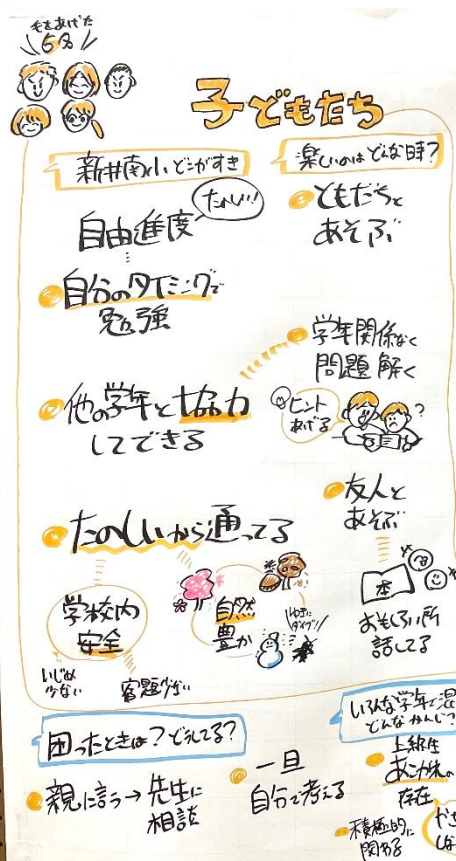 手をあげた
5名
子どもたち
新井南小どこがすき
たのしい!
自由進度
自分のタイミングで
勉強
他の学年と協力
してできる
たのしいから通ってる
学校内
安全
いじめ
少ない
宿題少ない
自然
豊か
ゆきに
ダイブ!
楽しいのはどんな時?
ともだちと
あそぶ
学年関係なく
問題解く
ヒント
あげる
?
友人と
あそぶ
本
おもしろい所
話してる
困ったときは?どうしてる?
親に言う→先生に
相談
一旦
自分で考える
いろんな学年で混
どんなかんじ?
上級生
あこがれの
存在
積極的に
関わる